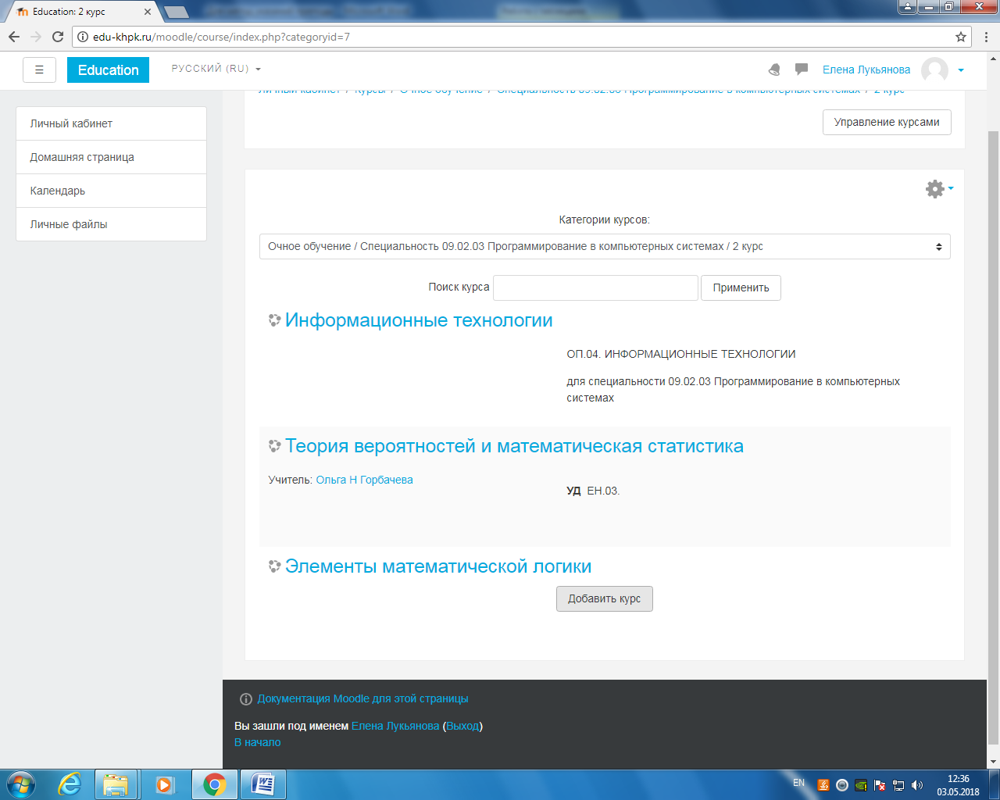 Education: 2 курс
edu-khpk.ru/moodle/course/index.php?categoryid=7
Education
РУССКИЙ (RU)
Елена Лукьянова
Личный кабинет / Курсы / Очное обучение / Специальность 09.02.03 Программирование в компьютерных системах / 2 курс
Управление курсами
Личный кабинет
Домашняя страница
Календарь
Личные файлы
Категории курсов:
Очное обучение / Специальность 09.02.03 Программирование в компьютерных системах / 2 курс
Поиск курса
Применить
Информационные технологии
ОП.04. ИНФОРМАЦИОННЫЕ ТЕХНОЛОГИИ
для специальности 09.02.03 Программирование в компьютерных
системах
Теория вероятностей и математическая статистика
Учитель: Ольга Н Горбачева
УД ЕН.03.
Элементы математической логики
Добавить курс
Документация Moodle для этой страницы
Вы зашли под именем Елена Лукьянова (Выход)
В начало
EN
12:36
03.05.2018